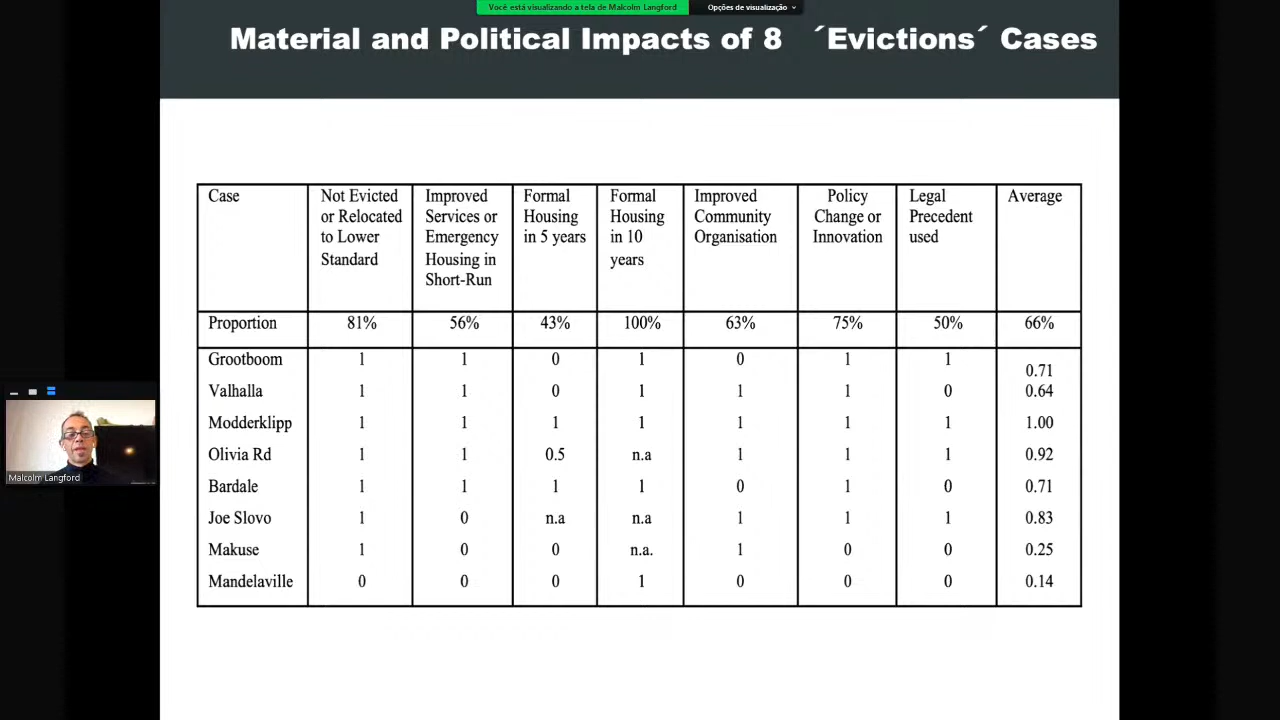 Você está visualizando a tela de Malcolm Langford
Opções de visualização
Material and Political Impacts of 8 ´Evictions´ Cases
Case
Not Evicted or Relocated to Lower Standard
Improved Services or Emergency Housing in Short-Run
Formal Housing in 5 years
Formal Housing in 10 years
Improved Community Organisation
Policy Change or Innovation
Legal Precedent used
Average
Proportion 81% 56% 43% 100% 63% 75% 50% 66%
Grootboom 1 1 0 1 0 1 1 0.71
Valhalla 1 1 0 1 1 1 0 0.64
Modderklipp 1 1 1 1 1 1 1 1.00
Olivia Rd 1 1 0.5 n.a 1 1 1 0.92
Bardale 1 1 1 1 0 1 0 0.71
Joe Slovo 1 0 n.a n.a 1 1 1 0.83
Makuse 1 0 0 n.a. 1 0 0 0.25
Mandelaville 0 0 0 1 0 0 0 0.14
Malcolm Langford